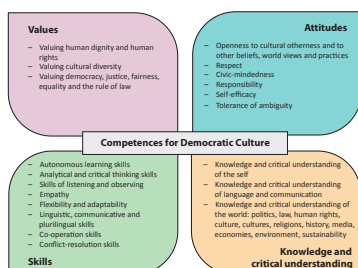 Values
– Valuing human dignity and human
rights
– Valuing cultural diversity
– Valuing democracy, justice, fairness,
equality and the rule of law
Attitudes
– Openness to cultural otherness and to
other beliefs, world views and practices
– Respect
– Civic-mindedness
– Responsibility
– Self-efficacy
– Tolerance of ambiguity
Competences for Democratic Culture
– Autonomous learning skills
– Analytical and critical thinking skills
– Skills of listening and observing
– Empathy
– Flexibility and adaptability
– Linguistic, communicative and
plurilingual skills
– Co-operation skills
– Conflict-resolution skills
Skills
– Knowledge and critical understanding
of the self
– Knowledge and critical understanding
of language and communication
– Knowledge and critical understanding of
the world: politics, law, human rights,
culture, cultures, religions, history, media,
economies, environment, sustainability
Knowledge and
critical understanding